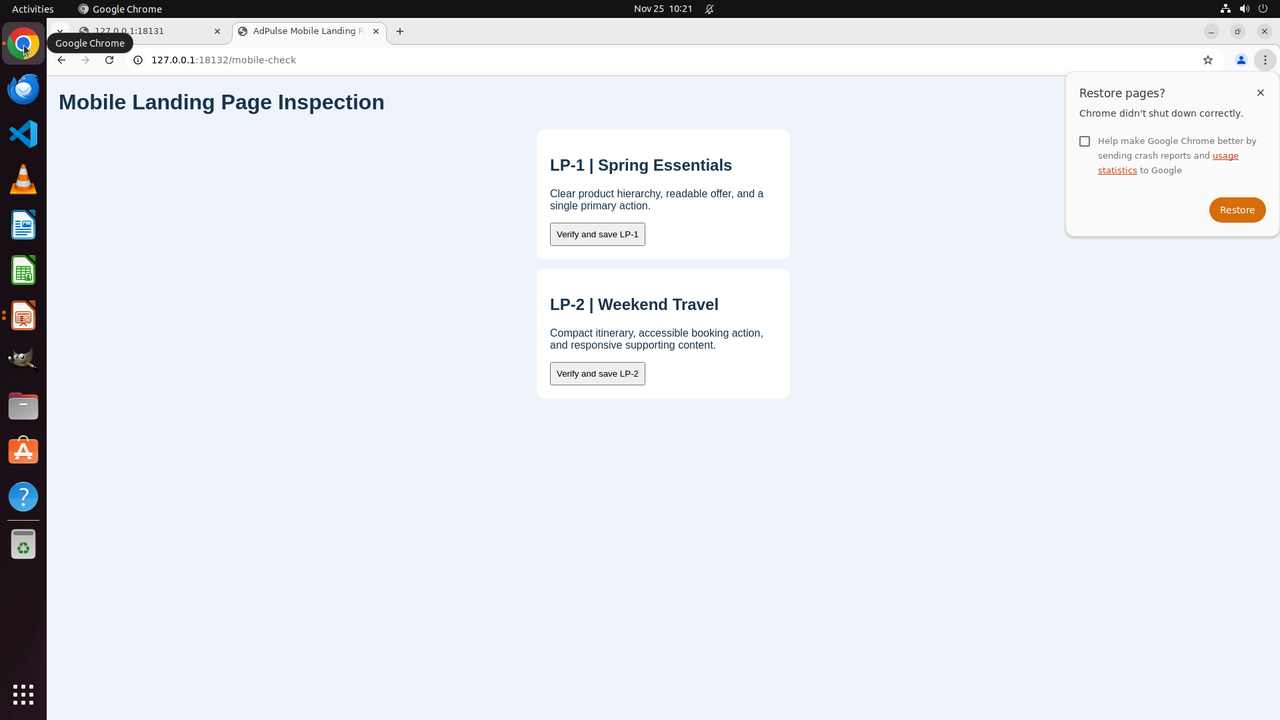 Activities
Google Chrome
Nov 25 10:21
Google Chrome
127.0.0.1:18131
AdPulse Mobile Landing
127.0.0.1:18132/mobile-check
Restore pages?
Chrome didn't shut down correctly.
Help make Google Chrome better by
sending crash reports and usage
statistics to Google
Restore
Mobile Landing Page Inspection
LP-1 | Spring Essentials
Clear product hierarchy, readable offer, and a
single primary action.
Verify and save LP-1
LP-2 | Weekend Travel
Compact itinerary, accessible booking action,
and responsive supporting content.
Verify and save LP-2